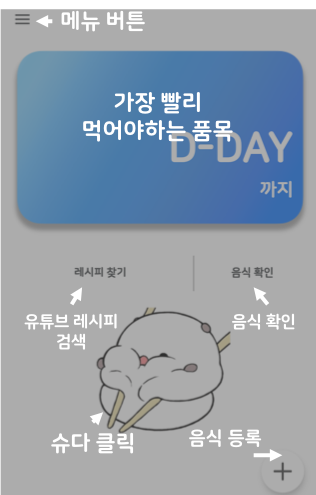 메뉴 버튼
가장 빨리
먹어야하는 품목
D-DAY
까지
레시피 찾기
음식 확인
유튜브 레시피
검색
음식 확인
슈다 클릭
음식 등록